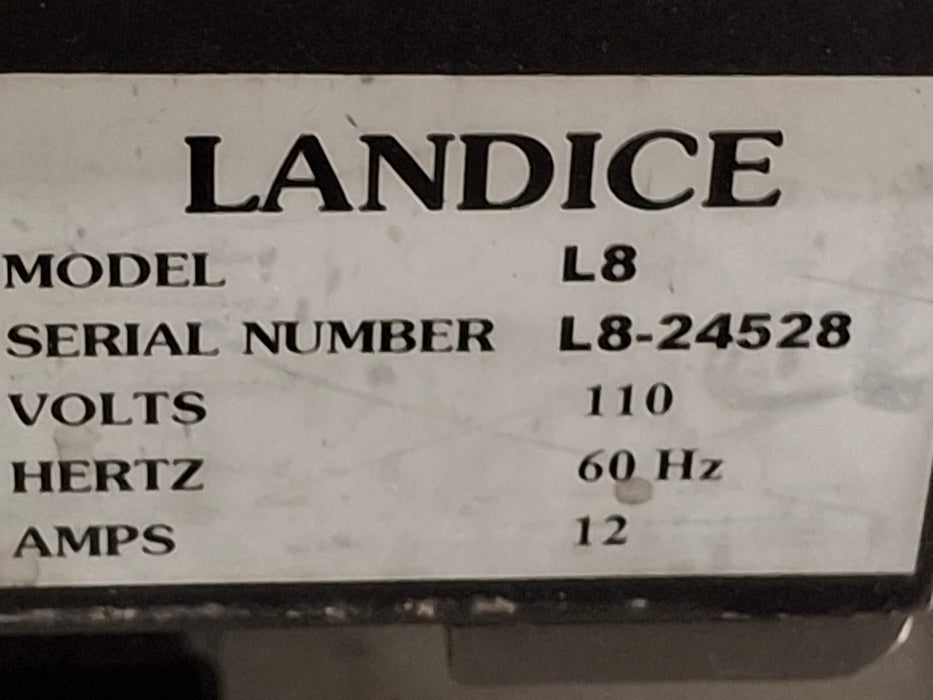 LANDICE
MODEL L8
SERIAL NUMBER L8-24528
VOLTS 110
HERTZ 60 Hz
AMPS 12